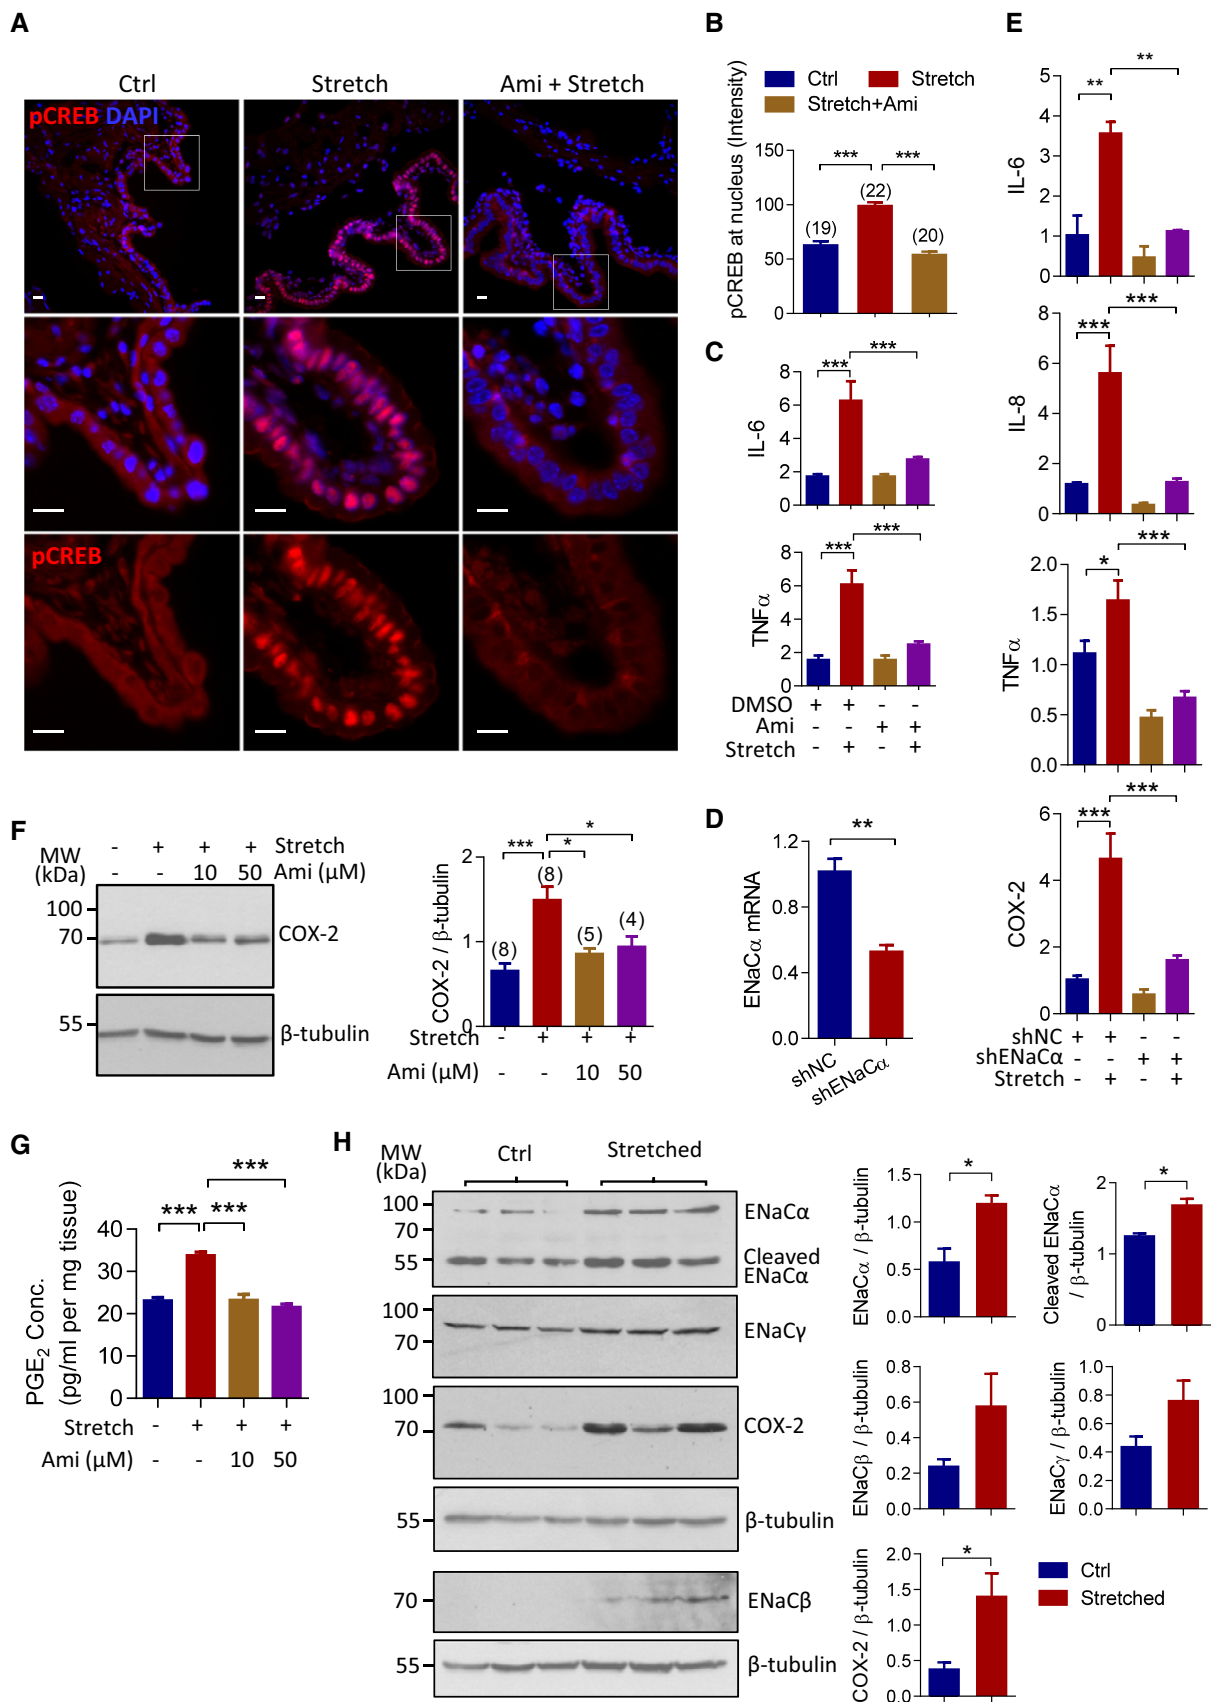 A
Ctrl
Stretch
Ami + Stretch
pCREB DAPI
pCREB
B
Ctrl
Stretch
Stretch+Ami
pCREB at nucleus (Intensity)
150
100
50
0
***
***
(19)
(22)
(20)
C
IL-6
8
6
4
2
0
***
***
TNFα
8
6
4
2
0
***
***
DMSO + + - -
Ami - - + +
Stretch - + - +
D
ENaCα mRNA
1.2
0.8
0.4
0.0
**
shNC
shENaCα
E
IL-6
5
4
3
2
1
0
**
**
IL-8
8
6
4
2
0
***
***
TNFα
2.0
1.5
1.0
0.5
0.0
*
***
COX-2
6
4
2
0
***
***
shNC + + - -
shENaCα - - + +
Stretch - + - +
F
MW
(kDa)
- + + + Stretch
- - 10 50 Ami (µM)
100
70
COX-2
55
β-tubulin
COX-2 / β-tubulin
2
1
0
***
*
*
(8)
(8)
(5)
(4)
Stretch - + + +
Ami (µM) - - 10 50
G
PGE2 Conc.
(pg/ml per mg tissue)
40
30
20
10
0
***
***
***
Stretch - + + +
Ami (µM) - - 10 50
H
MW
(kDa)
Ctrl
Stretched
100
70
55
ENaCα
Cleaved
ENaCα
100
70
ENaCγ
100
70
COX-2
55
β-tubulin
70
ENaCβ
55
β-tubulin
ENaCα / β-tubulin
1.5
1.0
0.5
0.0
*
Cleaved ENaCα
/ β-tubulin
2
1
0
*
ENaCβ / β-tubulin
0.8
0.6
0.4
0.2
0.0
ENaCγ / β-tubulin
1.0
0.8
0.6
0.4
0.2
0.0
COX-2 / β-tubulin
2.0
1.5
1.0
0.5
0.0
*
Ctrl
Stretched